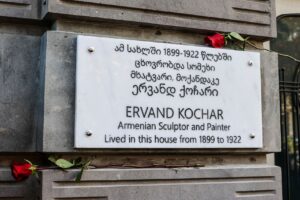 ამ სახლში 1899-1922 წლებში
ცხოვრობდა სომეხი
მხატვარი, მოქანდაკე
ერვანდ ქოჩარი
ERVAND KOCHAR
Armenian Sculptor and Painter
Lived in this house from 1899 to 1922